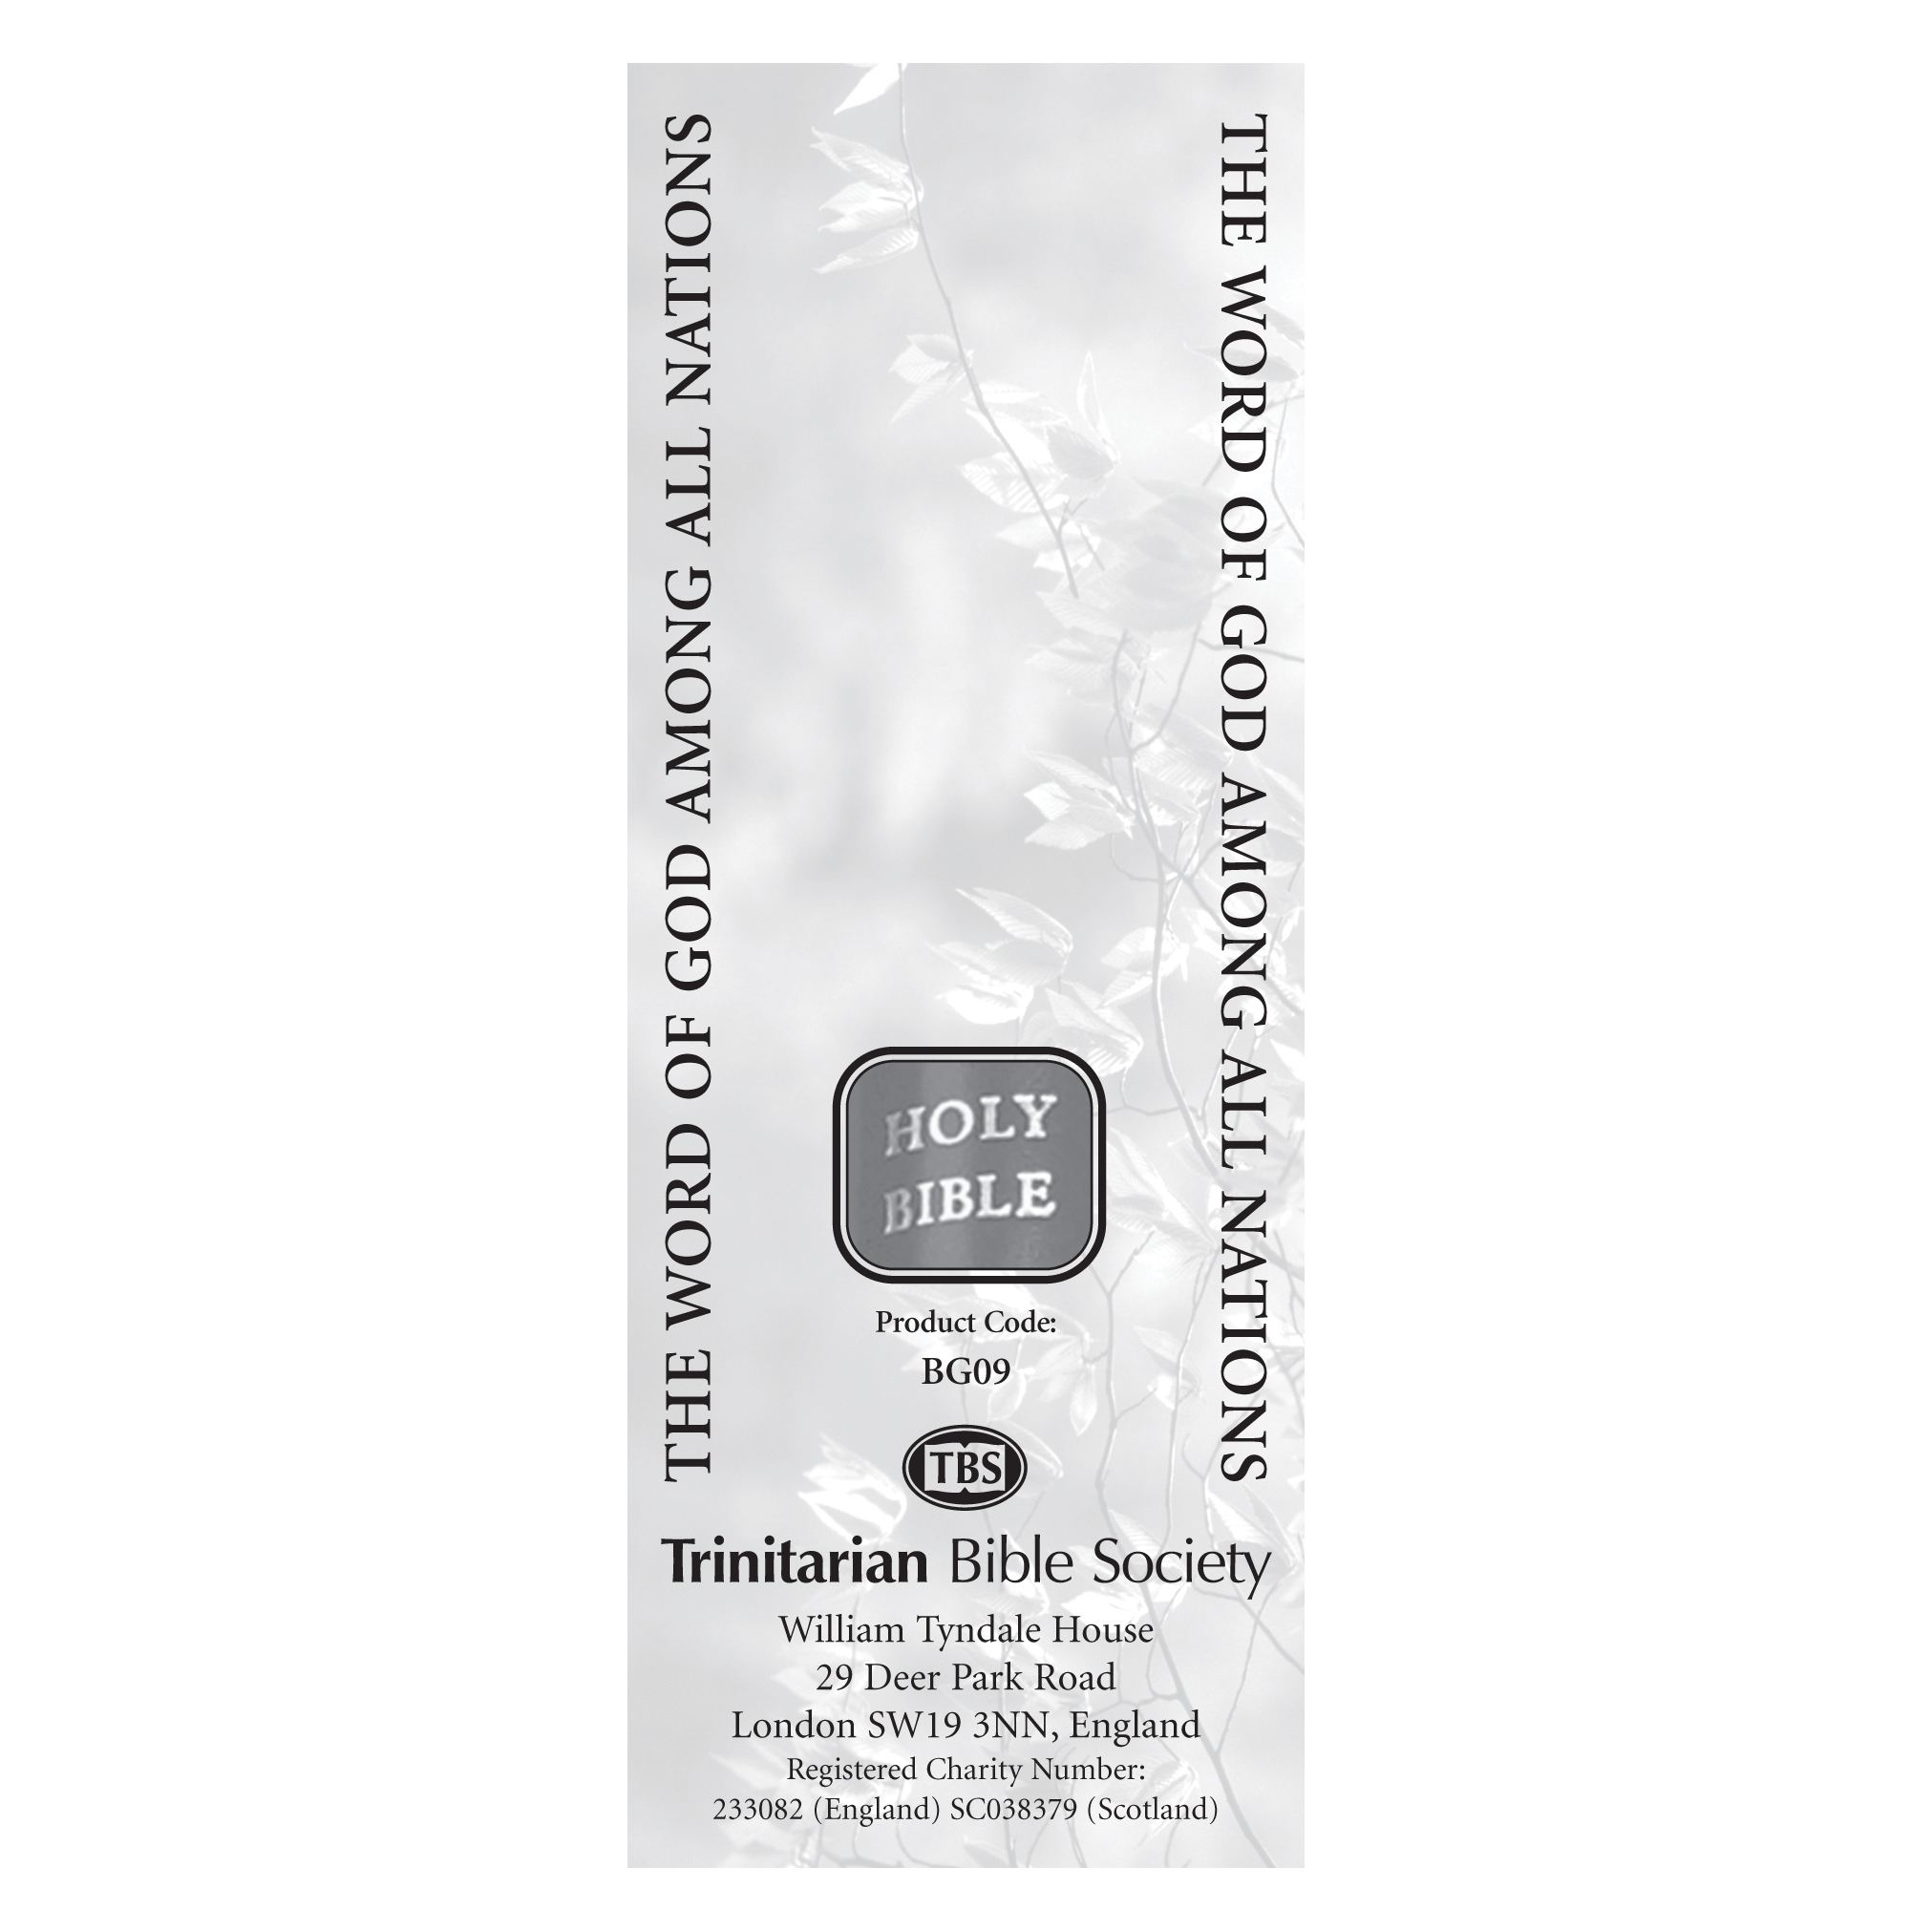 THE WORD OF GOD AMONG ALL NATIONS
THE WORD OF GOD AMONG ALL NATIONS
HOLY
BIBLE
Product Code:
BG09
TBS
Trinitarian Bible Society
William Tyndale House
29 Deer Park Road
London SW19 3NN, England
Registered Charity Number:
233082 (England) SC038379 (Scotland)